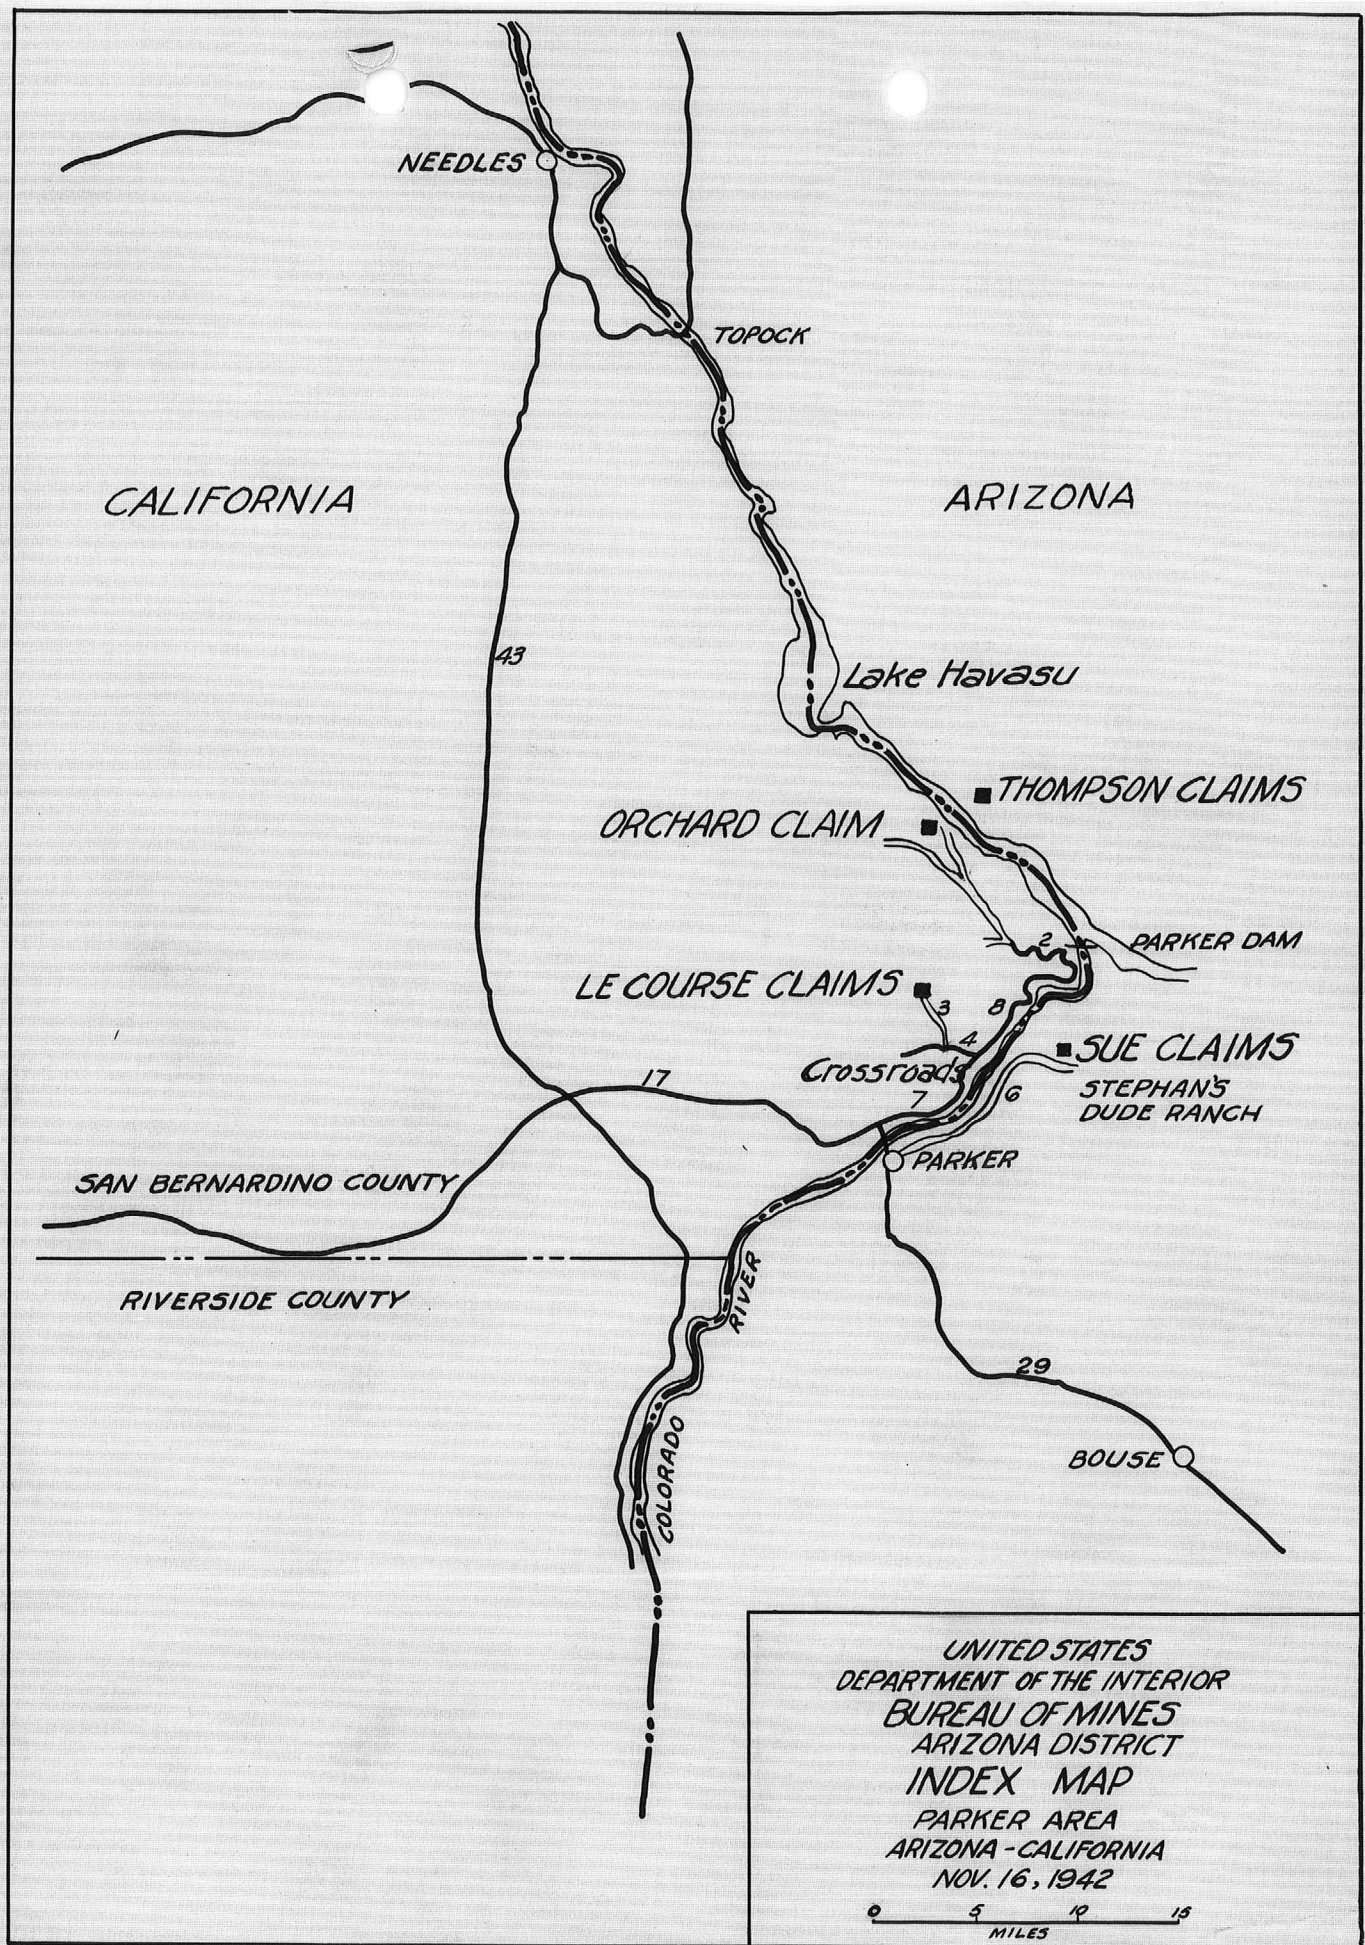 NEEDLES
TOPOCK
CALIFORNIA
ARIZONA
43
Lake Havasu
THOMPSON CLAIMS
ORCHARD CLAIM
2
PARKER DAM
LE COURSE CLAIMS
3
8
4
SUE CLAIMS
Crossroads
17
7
6
STEPHAN'S
DUDE RANCH
PARKER
SAN BERNARDINO COUNTY
RIVERSIDE COUNTY
RIVER
29
COLORADO
BOUSE
UNITED STATES
DEPARTMENT OF THE INTERIOR
BUREAU OF MINES
ARIZONA DISTRICT
INDEX MAP
PARKER AREA
ARIZONA - CALIFORNIA
NOV. 16, 1942
0 5 10 15
MILES